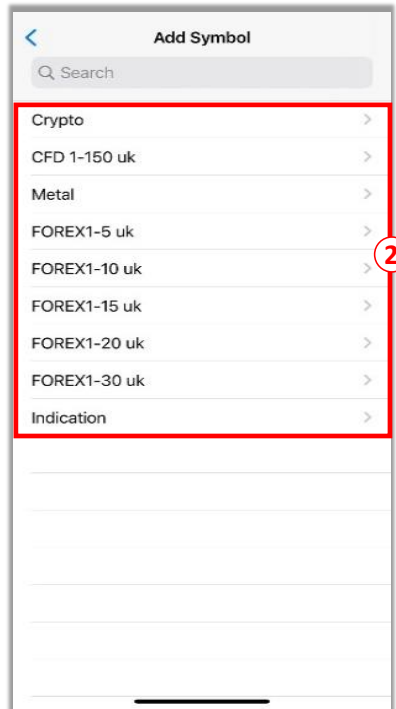 Add Symbol
Search
Crypto
CFD 1-150 uk
Metal
FOREX1-5 uk
2
FOREX1-10 uk
FOREX1-15 uk
FOREX1-20 uk
FOREX1-30 uk
Indication